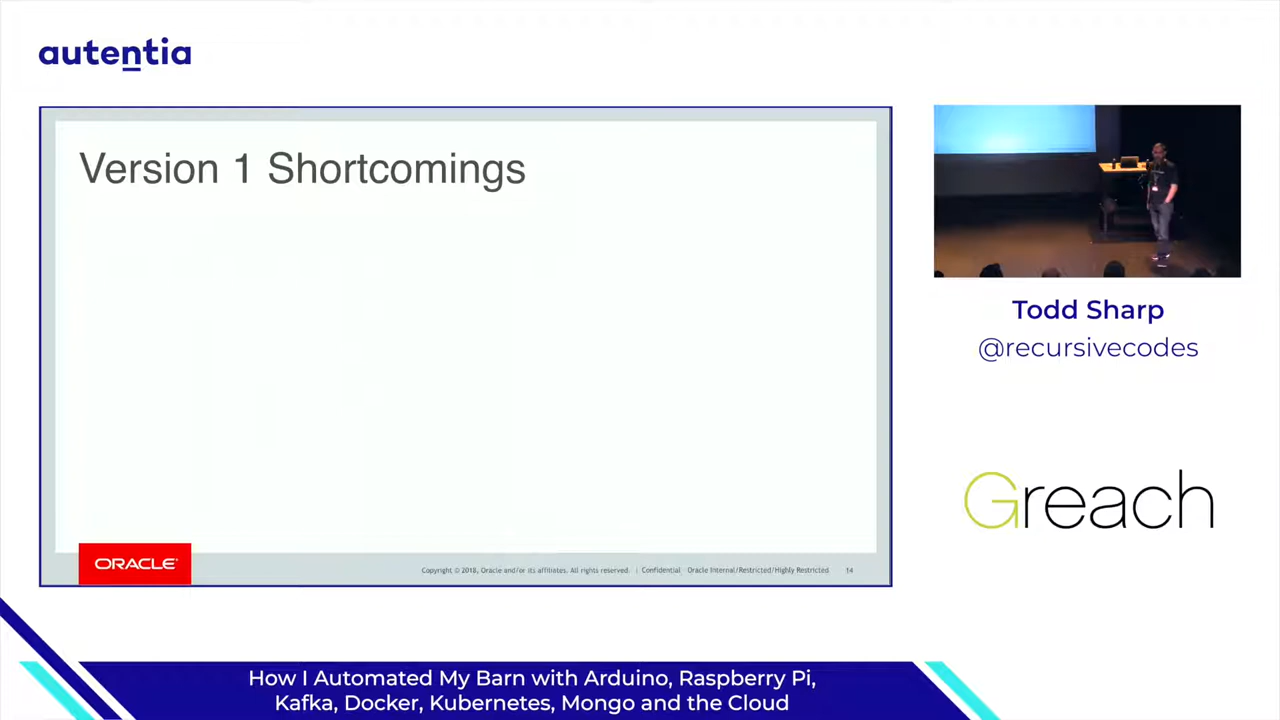 autentia
Version 1 Shortcomings
ORACLE
Copyright © 2018, Oracle and/or its affiliates. All rights reserved. | Confidential Oracle Internal/Restricted/Highly Restricted 14
Todd Sharp
@recursivecodes
Greach
How I Automated My Barn with Arduino, Raspberry Pi,
Kafka, Docker, Kubernetes, Mongo and the Cloud